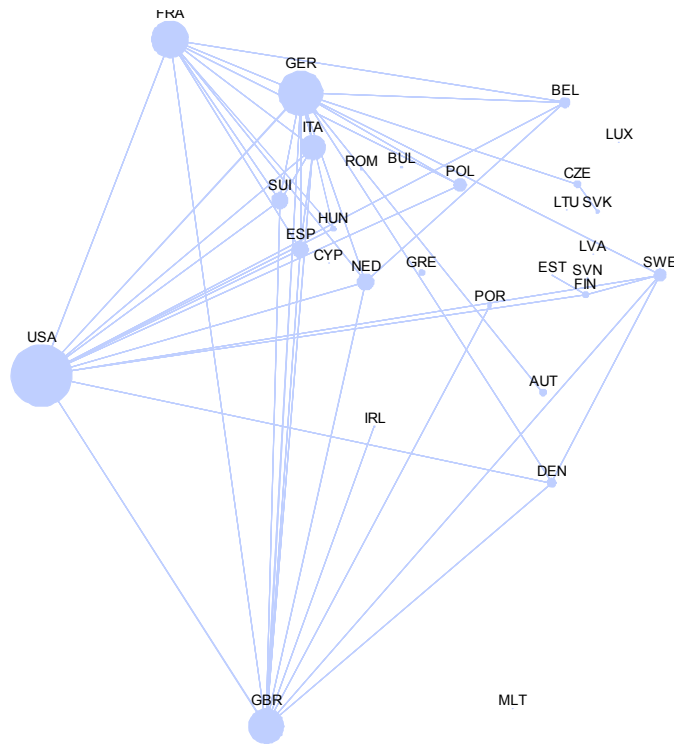 FRA
GER
BEL
ITA
LUX
ROM
BUL
POL
CZE
SUI
LTU
SVK
HUN
ESP
LVA
CYP
NED
GRE
EST
SVN
SWE
FIN
POR
USA
AUT
IRL
DEN
GBR
MLT